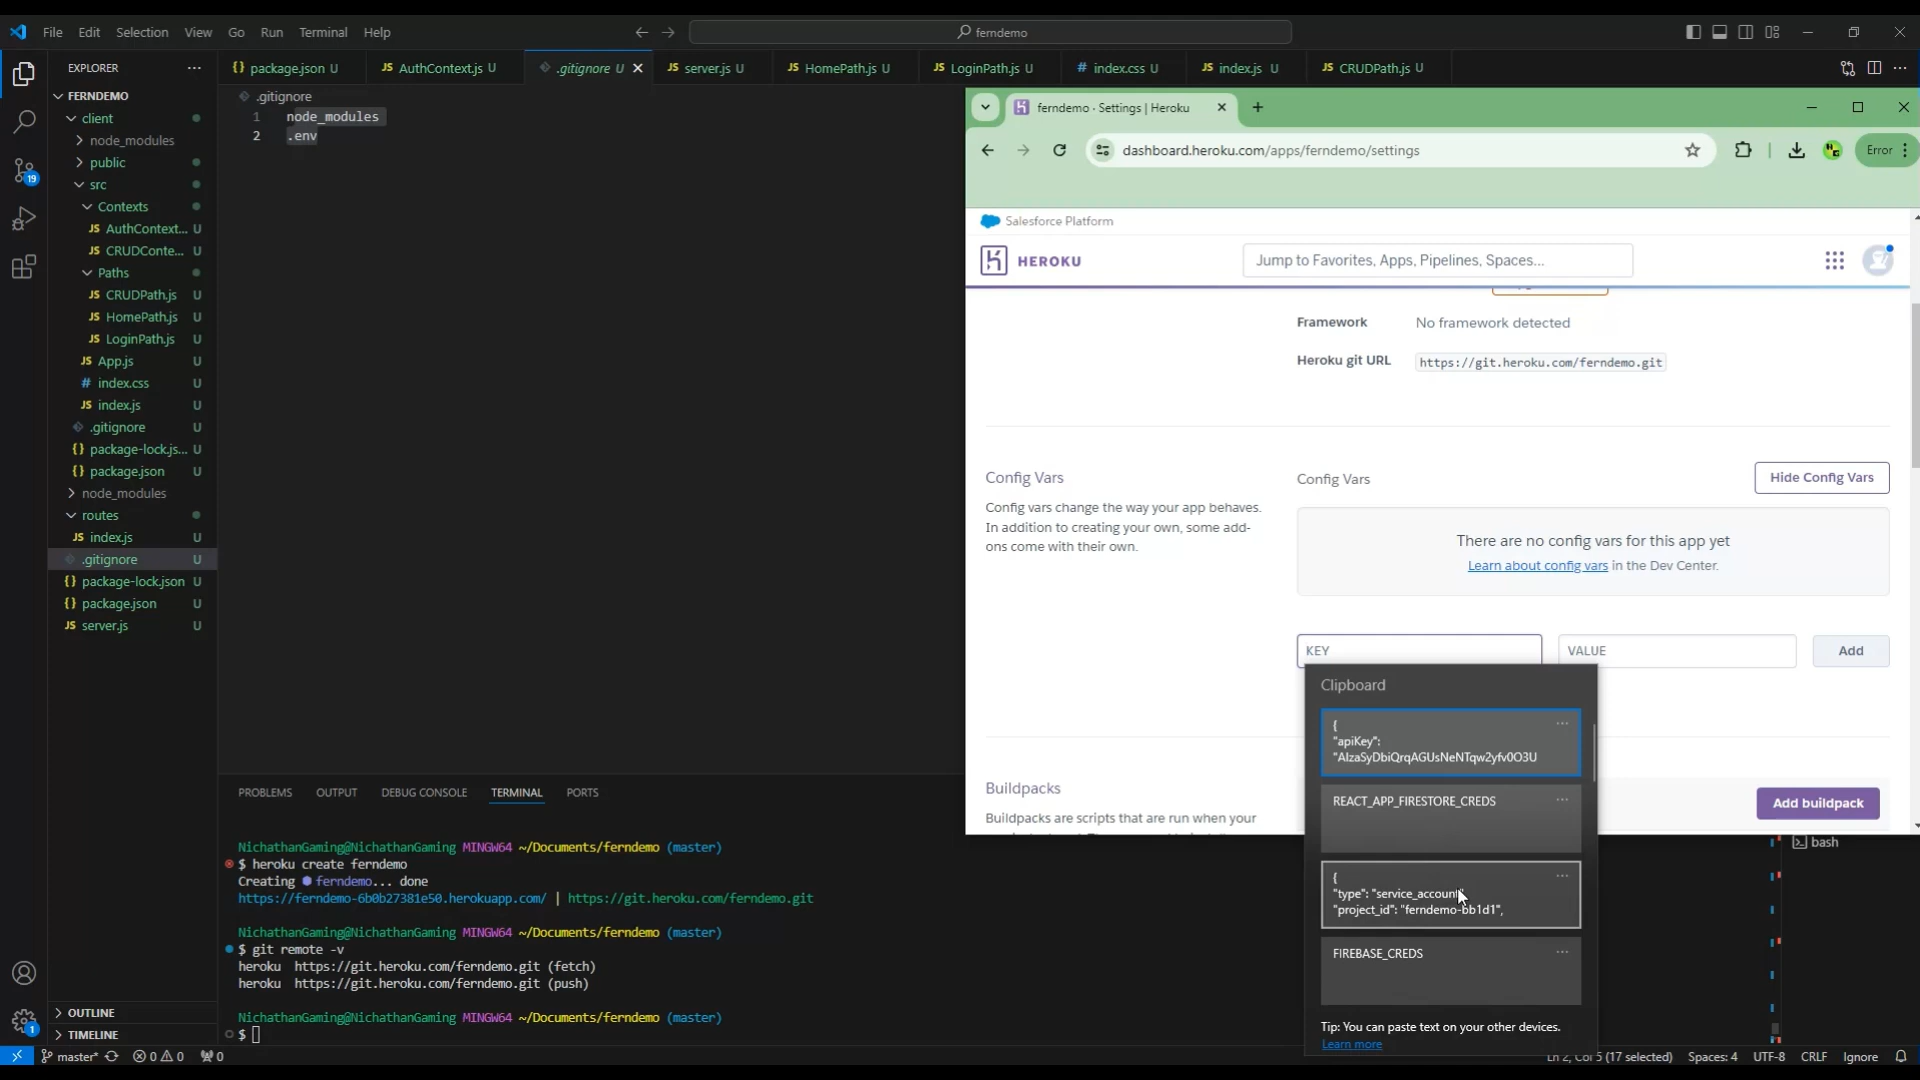 File Edit Selection View Go Run Terminal Help
ferndemo
EXPLORER
FERNDEMO
client
node_modules
public
src
Contexts
AuthContext... U
CRUDConte... U
Paths
CRUDPath.js U
HomePath.js U
LoginPath.js U
App.js U
index.css U
index.js U
.gitignore U
package-lock.js... U
package.json U
node_modules
routes
index.js U
.gitignore U
package-lock.json U
package.json U
server.js U
OUTLINE
TIMELINE
package.json U AuthContext.js U .gitignore U server.js U HomePath.js U LoginPath.js U index.css U index.js U CRUDPath.js U
.gitignore
1 node_modules
2 .env
ferndemo · Settings | Heroku
dashboard.heroku.com/apps/ferndemo/settings
Error
Salesforce Platform
HEROKU
Jump to Favorites, Apps, Pipelines, Spaces...
Framework No framework detected
Heroku git URL https://git.heroku.com/ferndemo.git
Config Vars
Config vars change the way your app behaves.
In addition to creating your own, some add-
ons come with their own.
Config Vars
Hide Config Vars
There are no config vars for this app yet
Learn about config vars in the Dev Center.
KEY VALUE Add
Buildpacks
Buildpacks are scripts that are run when your
Add buildpack
Clipboard
{
"apiKey":
"AIzaSyDbiQrqAGUsNeNTqw2yfv0O3U
REACT_APP_FIRESTORE_CREDS
{
"type": "service_account"
"project_id": "ferndemo-bb1d1",
FIREBASE_CREDS
Tip: You can paste text on your other devices.
Learn more
PROBLEMS OUTPUT DEBUG CONSOLE TERMINAL PORTS
NichathanGaming@NichathanGaming MINGW64 ~/Documents/ferndemo (master)
$ heroku create ferndemo
Creating ferndemo... done
https://ferndemo-6b0b27381e50.herokuapp.com/ | https://git.heroku.com/ferndemo.git
NichathanGaming@NichathanGaming MINGW64 ~/Documents/ferndemo (master)
$ git remote -v
heroku https://git.heroku.com/ferndemo.git (fetch)
heroku https://git.heroku.com/ferndemo.git (push)
NichathanGaming@NichathanGaming MINGW64 ~/Documents/ferndemo (master)
$
bash
19
1
master* 0 0 0
Ln 2, Col 5 (17 selected) Spaces: 4 UTF-8 CRLF Ignore